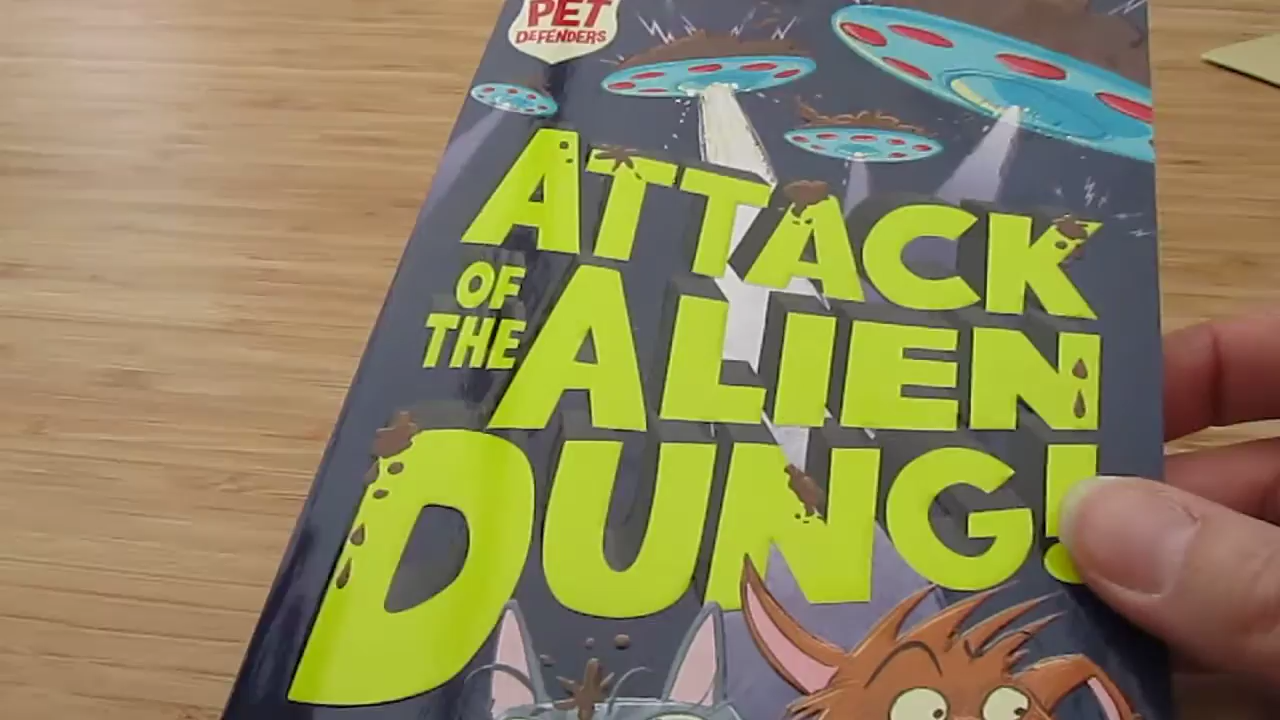 PET
DEFENDERS
ATTACK
OF
THE
ALIEN
DUNG!